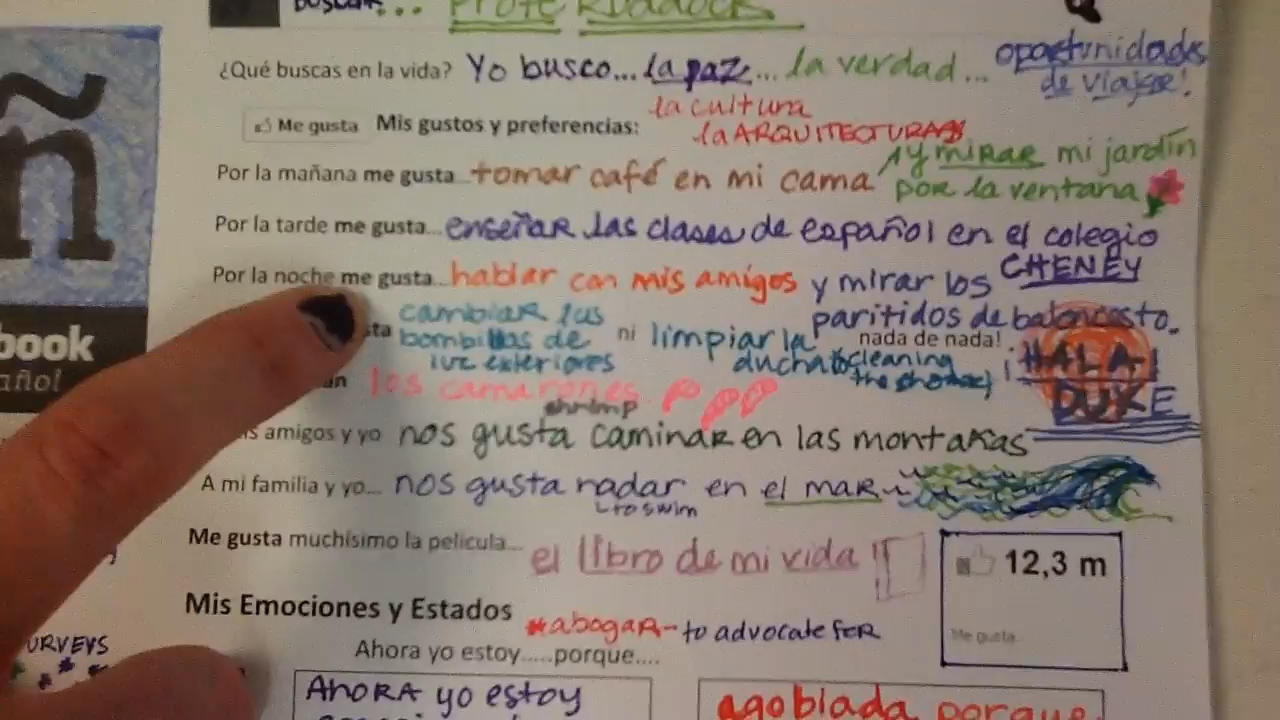 ... PROFE RUDDOCK
¿Qué buscas en la vida? Yo busco... la paz... la verdad... oportunidades
de viajar!
la cultura
Me gusta Mis gustos y preferencias: la ARQUITECTURA
Por la mañana me gusta... tomar café en mi cama y mirar mi jardín
por la ventana
Por la tarde me gusta... enseñar las clases de español en el colegio
CHENEY
Por la noche me gusta... hablar con mis amigos y mirar los
paritidos de baloncesto.
cambiar las
bombillas de ni limpiar la nada de nada!
luz exteriores ducha (cleaning
the shower)
¡HALA
DUKE
los camarones
shrimp
amigos y yo nos gusta caminar en las montañas
A mi familia y yo... nos gusta nadar en el mar
to swim
Me gusta muchísimo la película... el libro de mi vida
12,3 m
Me gusta
Mis Emociones y Estados
*abogar - to advocate for
Ahora yo estoy.....porque....
Ahora yo estoy
agobiada porque
ñ
book
añol
URVEYS